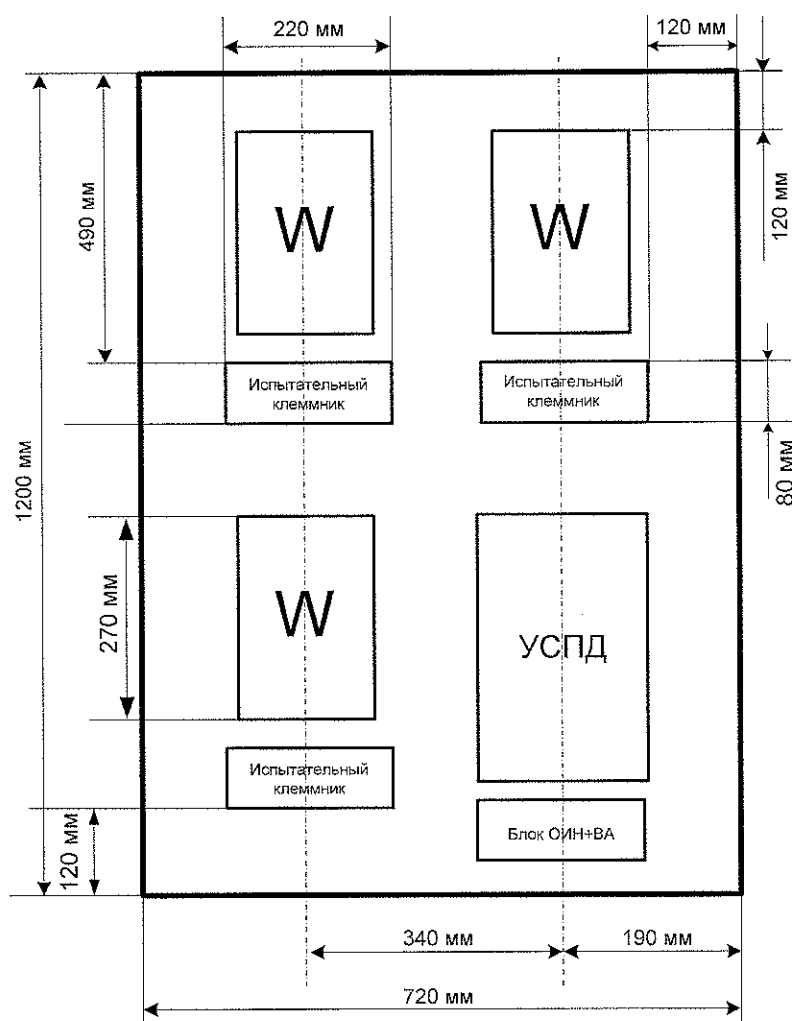 220 мм
120 мм
490 мм
W
W
120 мм
Испытательный
клеммник
Испытательный
клеммник
1200 мм
80 мм
270 мм
W
УСПД
Испытательный
клеммник
Блок ОИН+ВА
120 мм
340 мм
190 мм
720 мм